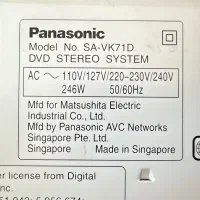 Panasonic
Model No. SA-VK71D
DVD STEREO SYSTEM
AC ~ 110V/127V/220-230V/240V
246W 50/60Hz
Mfd for Matsushita Electric
Industrial Co., Ltd.
Mfd by Panasonic AVC Networks
Singapore Pte. Ltd.
Singapore Made in Singapore
er license from Digital
nc.